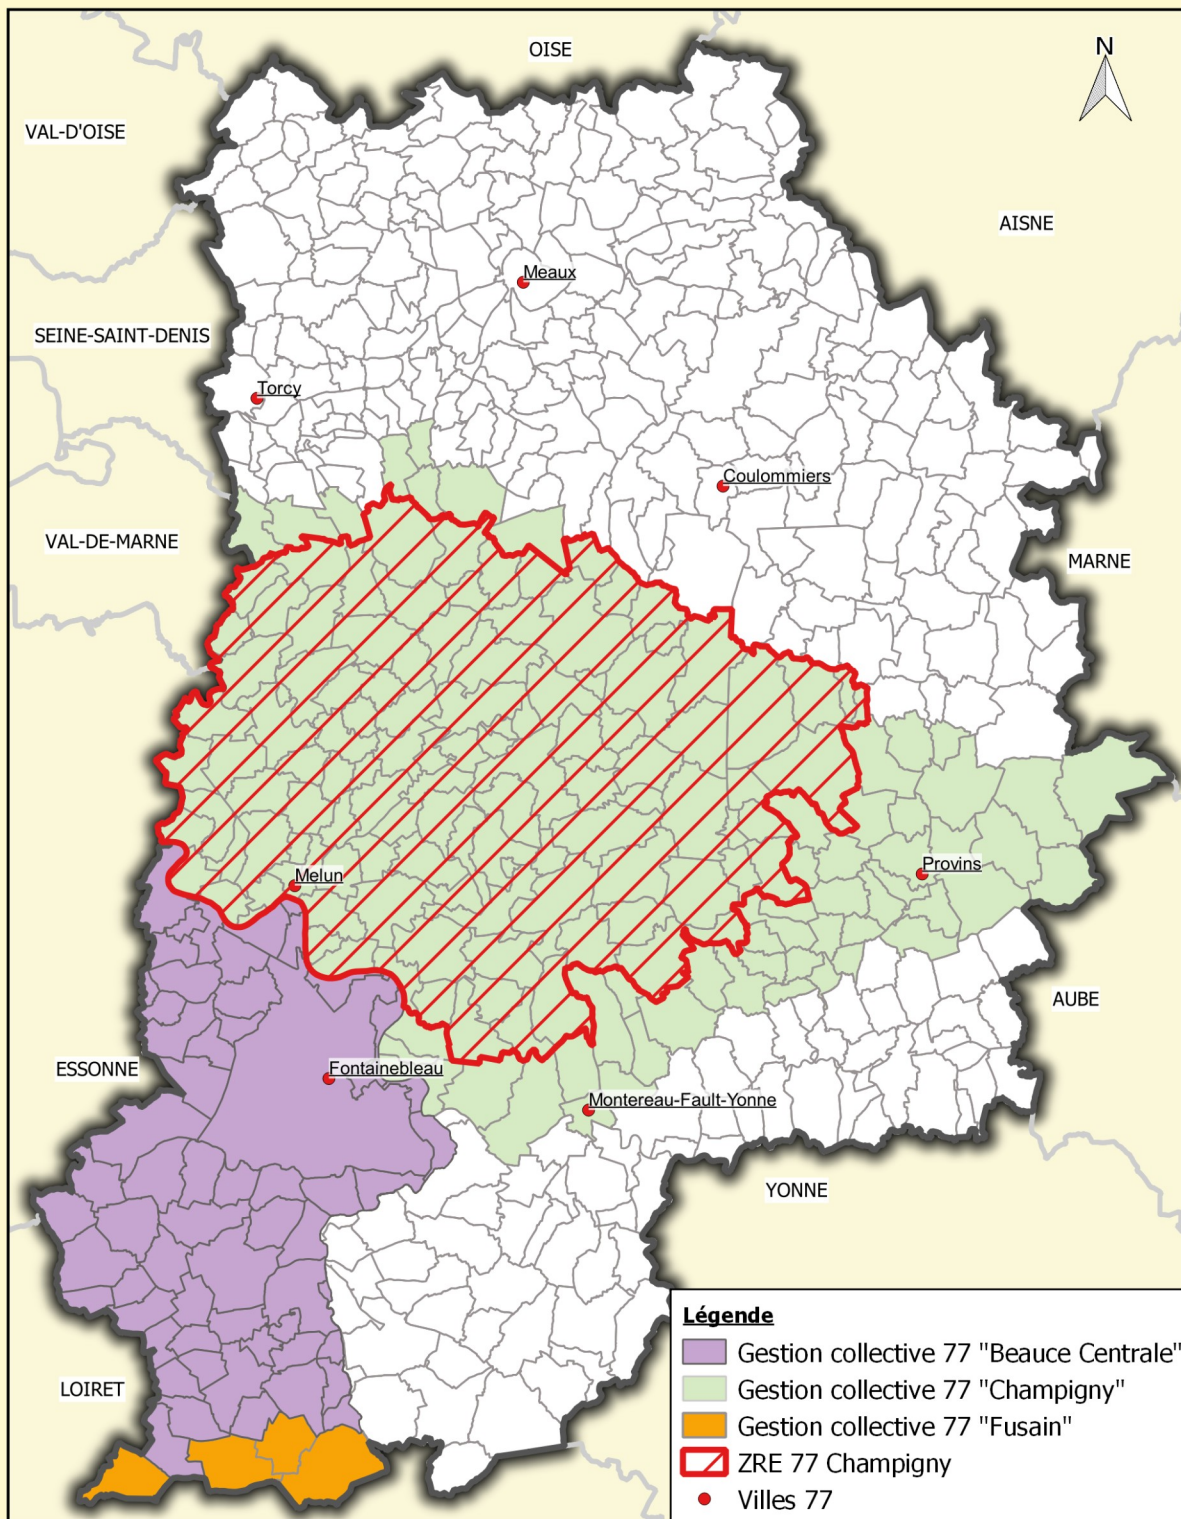 OISE
N
VAL-D'OISE
AISNE
Meaux
SEINE-SAINT-DENIS
Torcy
Coulommiers
VAL-DE-MARNE
MARNE
Provins
Melun
AUBE
ESSONNE
Fontainebleau
Montereau-Fault-Yonne
YONNE
LOIRET
Légende
Gestion collective 77 "Beauce Centrale"
Gestion collective 77 "Champigny"
Gestion collective 77 "Fusain"
ZRE 77 Champigny
Villes 77